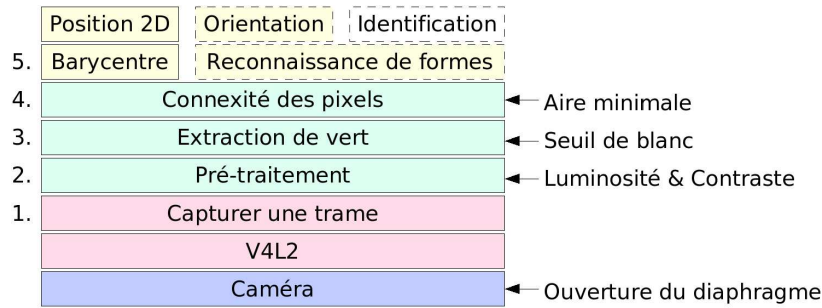 Position 2D Orientation Identification
5. Barycentre Reconnaissance de formes
4. Connexité des pixels Aire minimale
3. Extraction de vert Seuil de blanc
2. Pré-traitement Luminosité & Contraste
1. Capturer une trame
V4L2
Caméra Ouverture du diaphragme